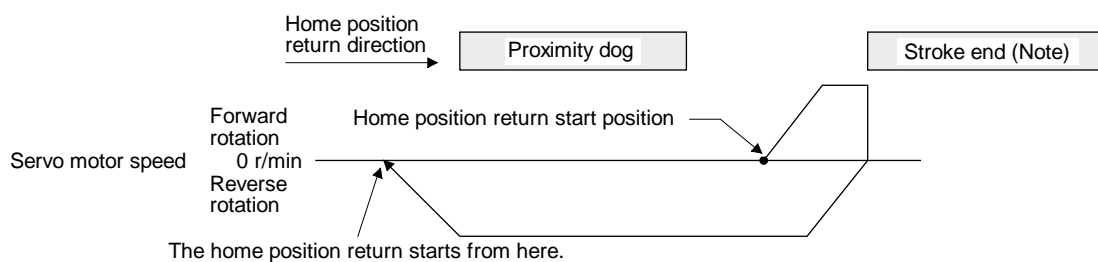 Home position
return direction
Proximity dog
Stroke end (Note)
Forward
rotation
Home position return start position
Servo motor speed
0 r/min
Reverse
rotation
The home position return starts from here.